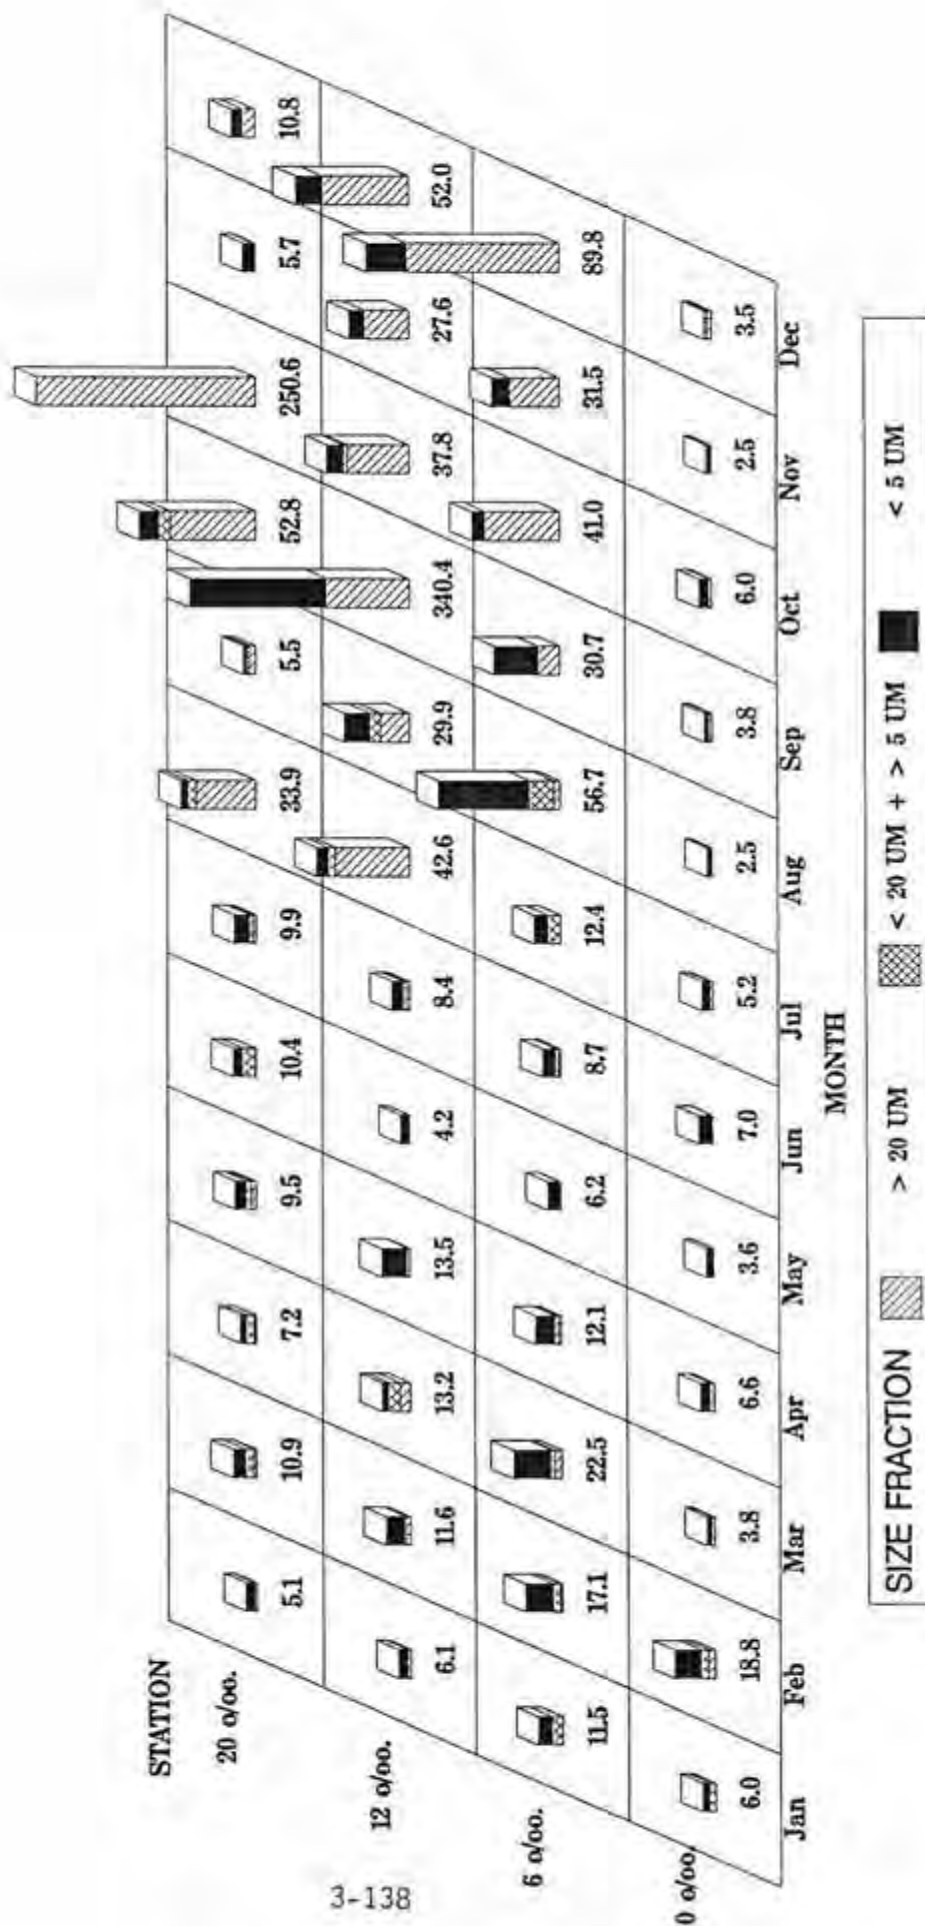 STATION
20 o/oo.
5.1 10.9 7.2 9.5 10.4 9.9 33.9 5.5 52.8 250.6 5.7 10.8
12 o/oo.
6.1 11.6 13.2 13.5 4.2 8.4 42.6 29.9 340.4 37.8 27.6 52.0
6 o/oo.
11.5 17.1 22.5 12.1 6.2 8.7 12.4 56.7 30.7 41.0 31.5 89.8
0 o/oo.
6.0 18.8 3.8 6.6 3.6 7.0 5.2 2.5 3.8 6.0 2.5 3.5
Jan Feb Mar Apr May Jun Jul Aug Sep Oct Nov Dec
MONTH
SIZE FRACTION > 20 UM < 20 UM + > 5 UM < 5 UM
3-138